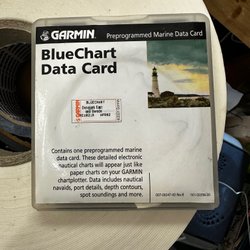 GARMIN
Preprogrammed Marine Data Card
BlueChart
Data Card
BLUECHART
Contains one preprogrammed marine
data card. These detailed electronic
nautical charts will appear just like
paper charts on your GARMIN
chartplotter. Data includes nautical
navaids, port details, depth contours,
spot soundings and more.